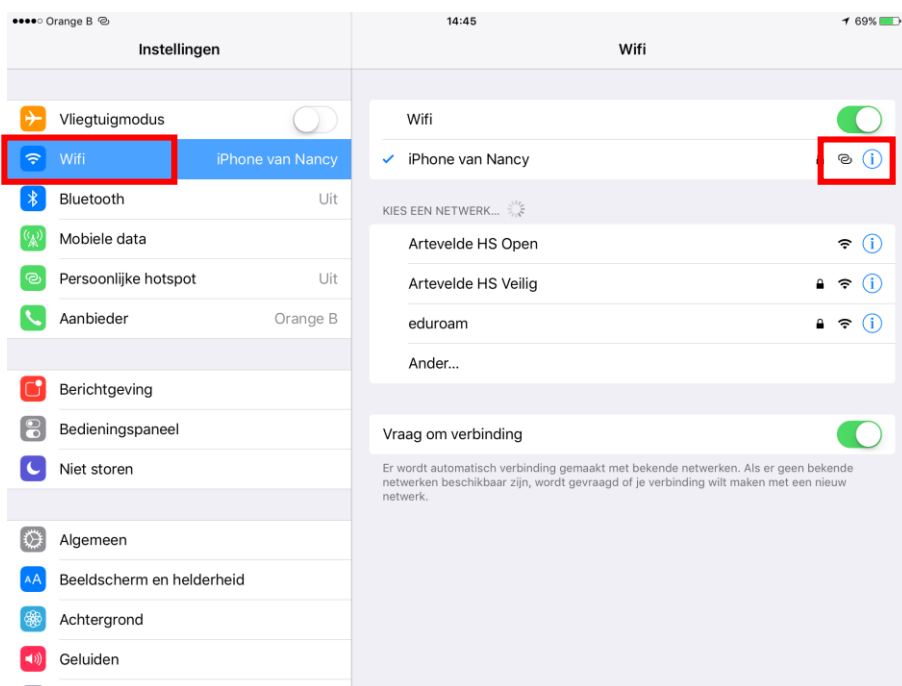 Orange B
14:45
69%
Instellingen
Wifi
Vliegtuigmodus
Wifi
iPhone van Nancy
Bluetooth
Uit
Mobiele data
Persoonlijke hotspot
Uit
Aanbieder
Orange B
Berichtgeving
Bedieningspaneel
Niet storen
Algemeen
AA
Beeldscherm en helderheid
Achtergrond
Geluiden
Wifi
iPhone van Nancy
KIES EEN NETWERK...
Artevelde HS Open
Artevelde HS Veilig
eduroam
Ander...
Vraag om verbinding
Er wordt automatisch verbinding gemaakt met bekende netwerken. Als er geen bekende
netwerken beschikbaar zijn, wordt gevraagd of je verbinding wilt maken met een nieuw
netwerk.